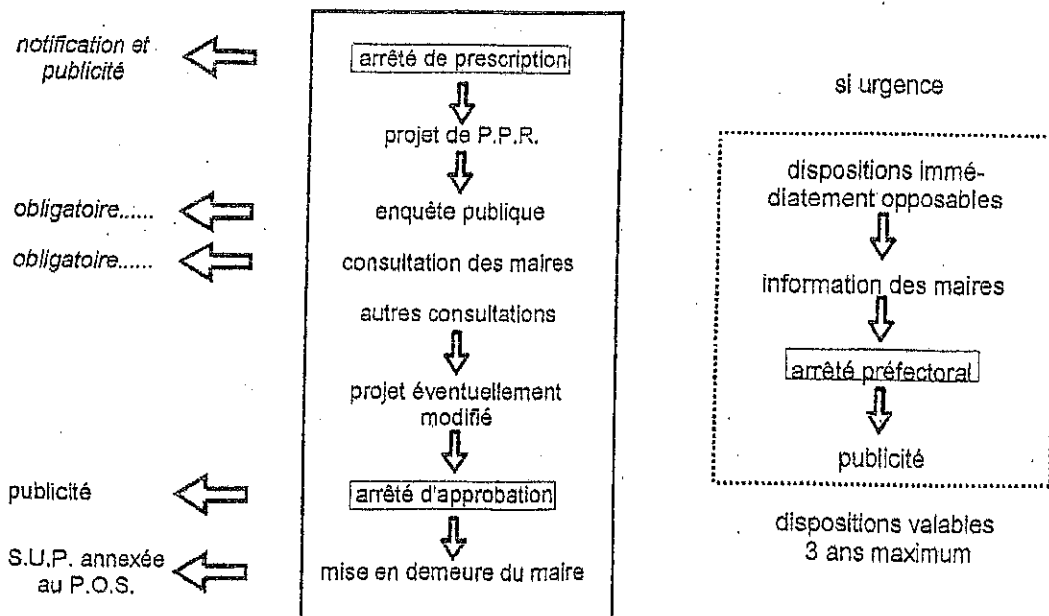 notification et
publicité
arrêté de prescription
projet de P.P.R.
obligatoire......
enquête publique
obligatoire......
consultation des maires
autres consultations
projet éventuellement
modifié
publicité
arrêté d'approbation
S.U.P. annexée
au P.O.S.
mise en demeure du maire
si urgence
dispositions immé-
diatement opposables
information des maires
arrêté préfectoral
publicité
dispositions valables
3 ans maximum